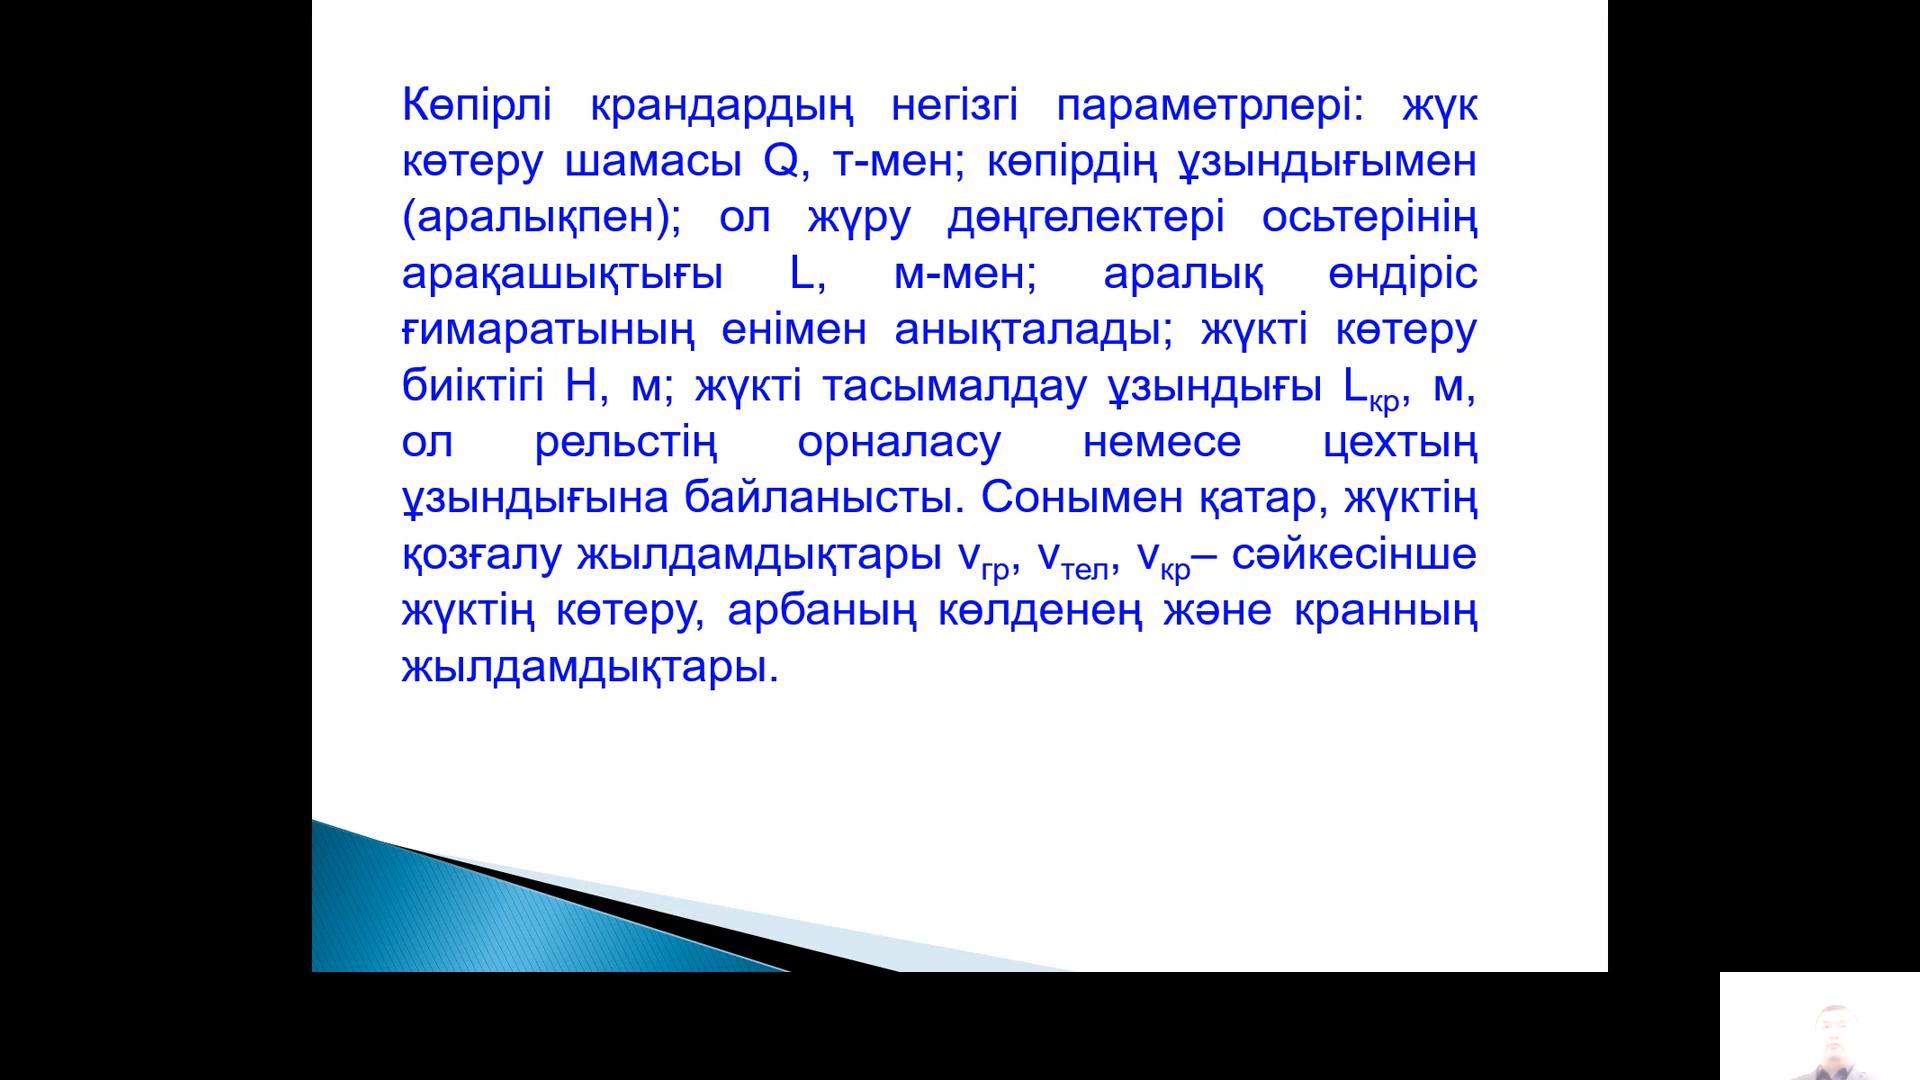 Көпірлі крандардың негізгі параметрлері: жүк
көтеру шамасы Q, т-мен; көпірдің ұзындығымен
(аралықпен); ол жүру дөңгелектері осьтерінің
арақашықтығы L, м-мен; аралық өндіріс
ғимаратының енімен анықталады; жүкті көтеру
биіктігі H, м; жүкті тасымалдау ұзындығы Lкр, м,
ол рельстің орналасу немесе цехтың
ұзындығына байланысты. Сонымен қатар, жүктің
қозғалу жылдамдықтары vгр, vтел, vкр– сәйкесінше
жүктің көтеру, арбаның көлденең және кранның
жылдамдықтары.